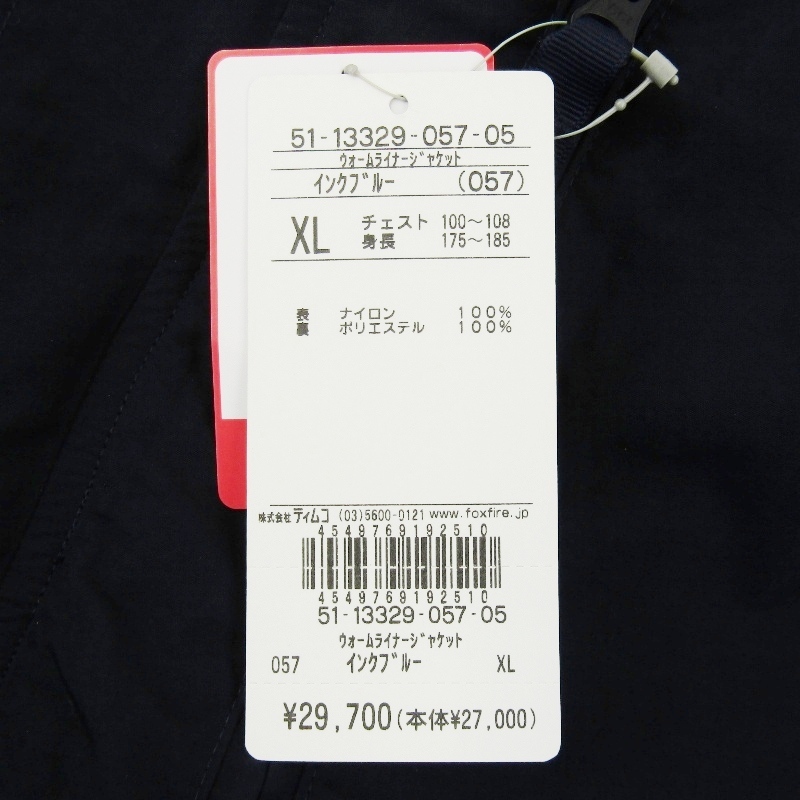 51-13329-057-05
ウォームライナージャケット
インクブルー (057)
XL チェスト 100～108
身長 175～185
表 ナイロン 100%
裏 ポリエステル 100%
株式会社 ティムコ (03)5600-0121 www.foxfire.jp
4549769192510
4549769192510
51-13329-057-05
ウォームライナージャケット
057 インクブルー XL
¥29,700(本体¥27,000)